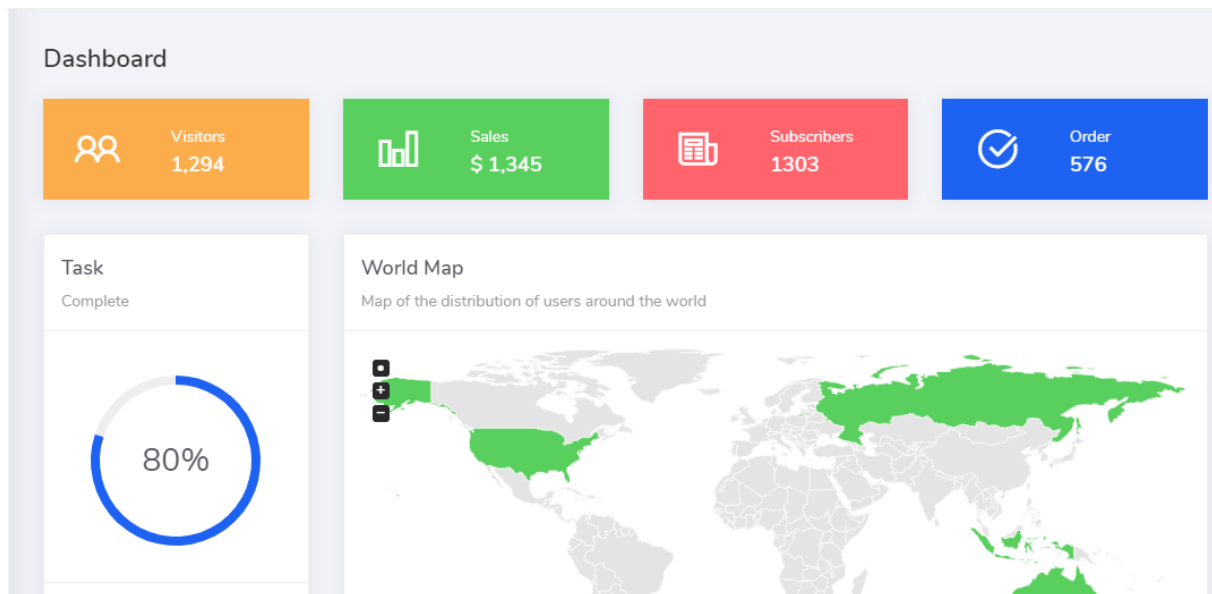 Dashboard
Visitors
1,294
Sales
$ 1,345
Subscribers
1303
Order
576
Task
Complete
80%
World Map
Map of the distribution of users around the world
+
−